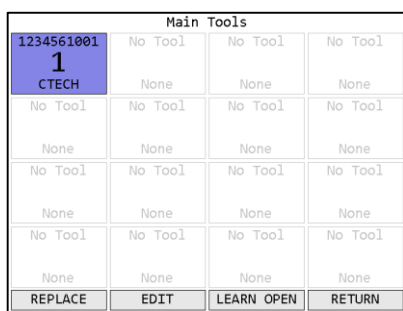 Main Tools
1234561001 No Tool No Tool No Tool
1
CTECH None None None
No Tool No Tool No Tool No Tool
None None None None
No Tool No Tool No Tool No Tool
None None None None
No Tool No Tool No Tool No Tool
None None None None
REPLACE EDIT LEARN OPEN RETURN